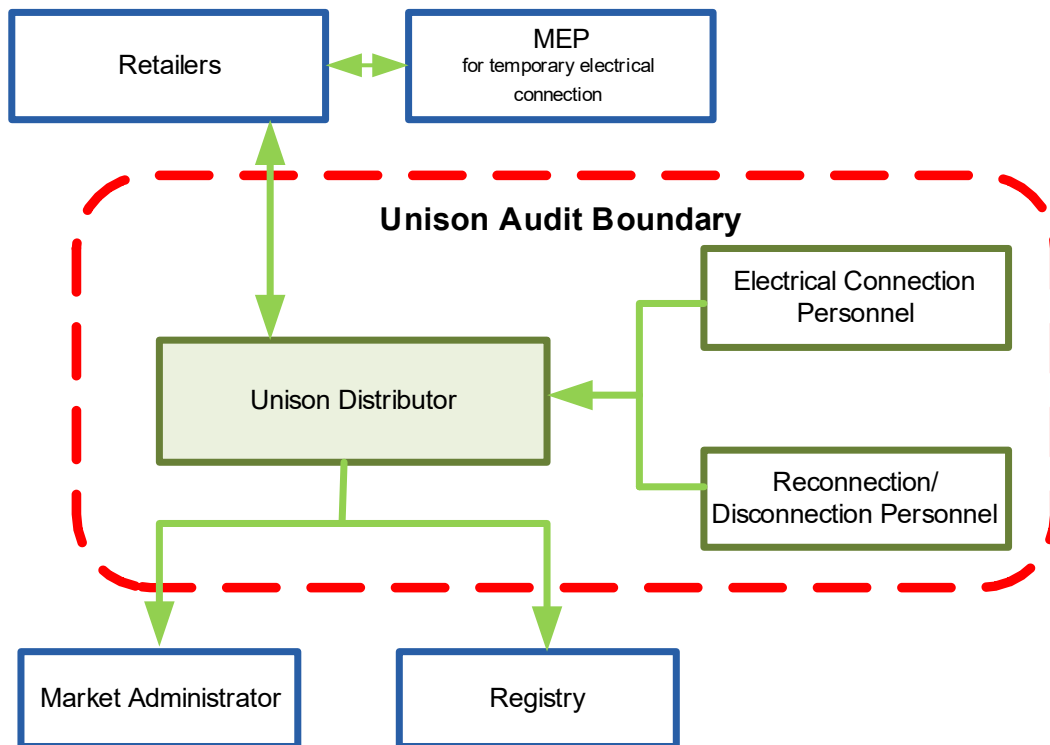 Retailers
MEP
for temporary electrical
connection
Unison Audit Boundary
Electrical Connection
Personnel
Unison Distributor
Reconnection/
Disconnection Personnel
Market Administrator
Registry